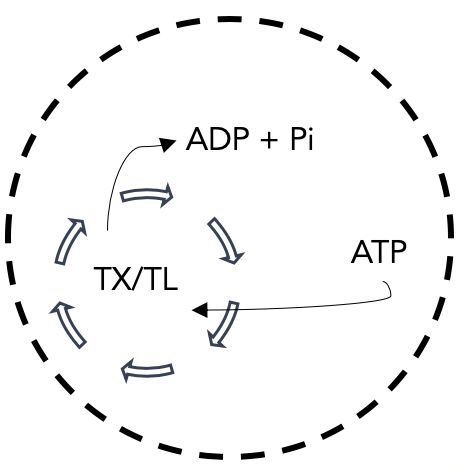 ADP + Pi
ATP
TX/TL